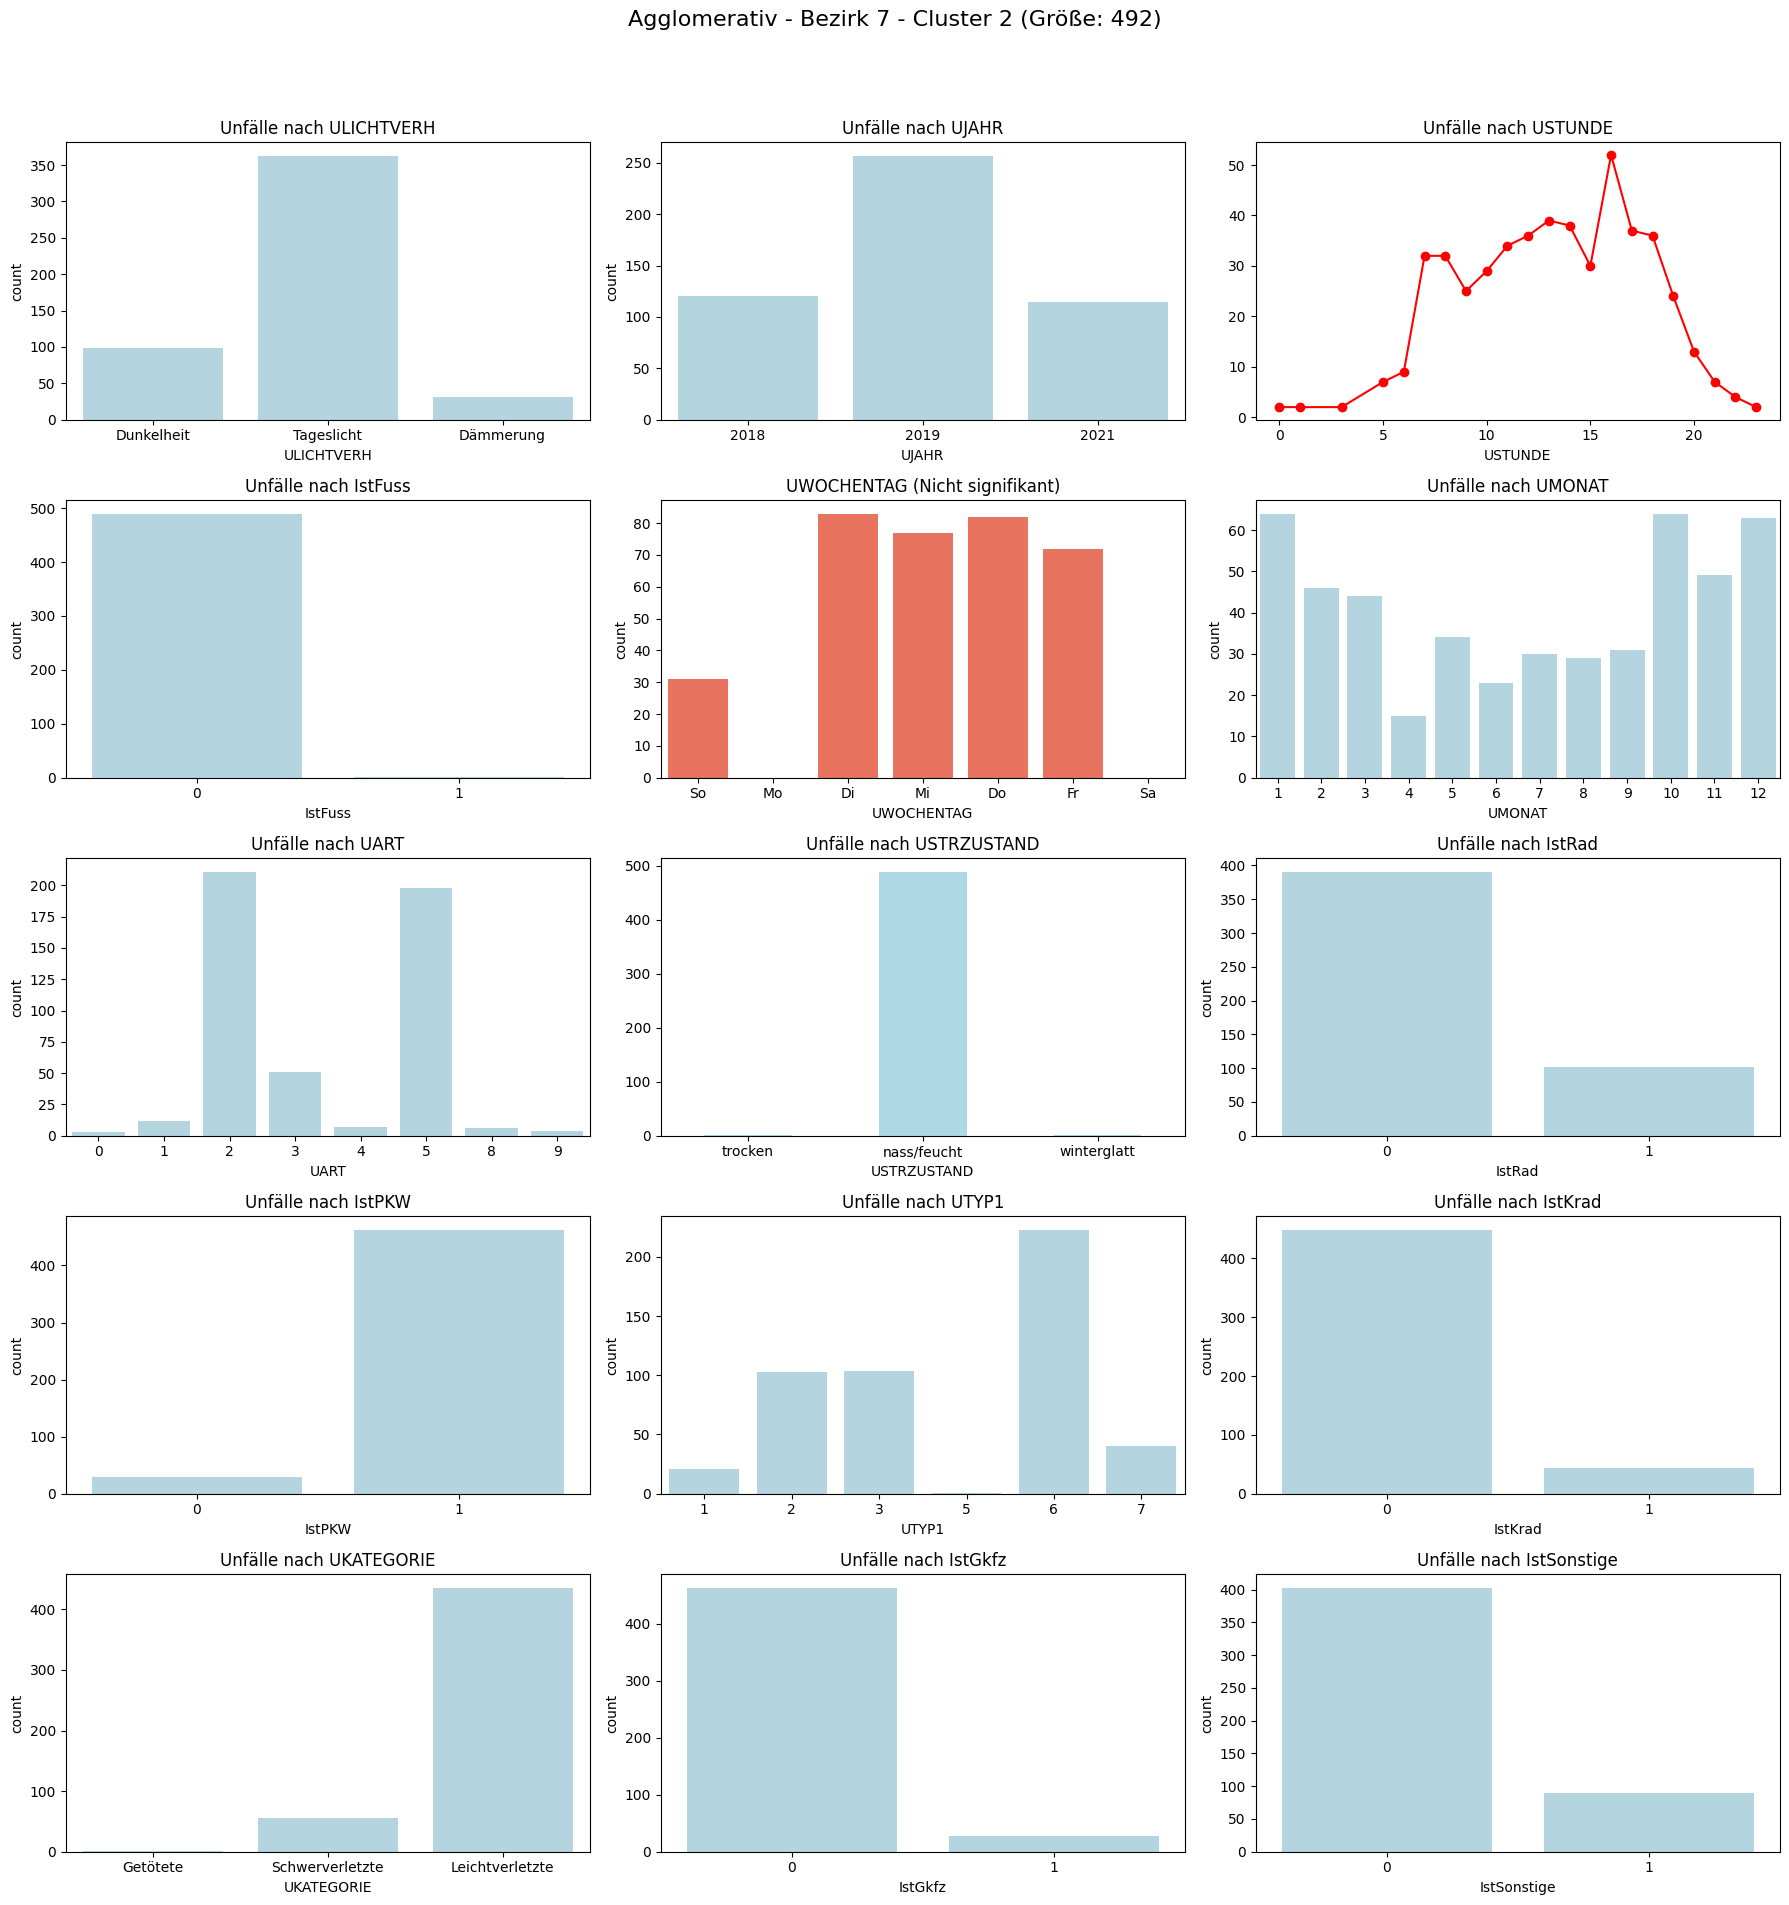 Agglomerativ - Bezirk 7 - Cluster 2 (Größe: 492)
Unfälle nach ULICHTVERH
350
300
250
200
150
100
50
0
count
Dunkelheit Tageslicht Dämmerung
ULICHTVERH
Unfälle nach UJAHR
250
200
150
100
50
0
count
2018 2019 2021
UJAHR
Unfälle nach USTUNDE
50
40
30
20
10
0
0 5 10 15 20
USTUNDE
Unfälle nach IstFuss
500
400
300
200
100
0
count
0 1
IstFuss
UWOCHENTAG (Nicht signifikant)
80
70
60
50
40
30
20
10
0
count
So Mo Di Mi Do Fr Sa
UWOCHENTAG
Unfälle nach UMONAT
60
50
40
30
20
10
0
count
1 2 3 4 5 6 7 8 9 10 11 12
UMONAT
Unfälle nach UART
200
175
150
125
100
75
50
25
0
count
0 1 2 3 4 5 8 9
UART
Unfälle nach USTRZUSTAND
500
400
300
200
100
0
count
trocken nass/feucht winterglatt
USTRZUSTAND
Unfälle nach IstRad
400
350
300
250
200
150
100
50
0
count
0 1
IstRad
Unfälle nach IstPKW
400
300
200
100
0
count
0 1
IstPKW
Unfälle nach UTYP1
200
150
100
50
0
count
1 2 3 5 6 7
UTYP1
Unfälle nach IstKrad
400
300
200
100
0
count
0 1
IstKrad
Unfälle nach UKATEGORIE
400
300
200
100
0
count
Getötete Schwerverletzte Leichtverletzte
UKATEGORIE
Unfälle nach IstGkfz
400
300
200
100
0
count
0 1
IstGkfz
Unfälle nach IstSonstige
400
350
300
250
200
150
100
50
0
count
0 1
IstSonstige